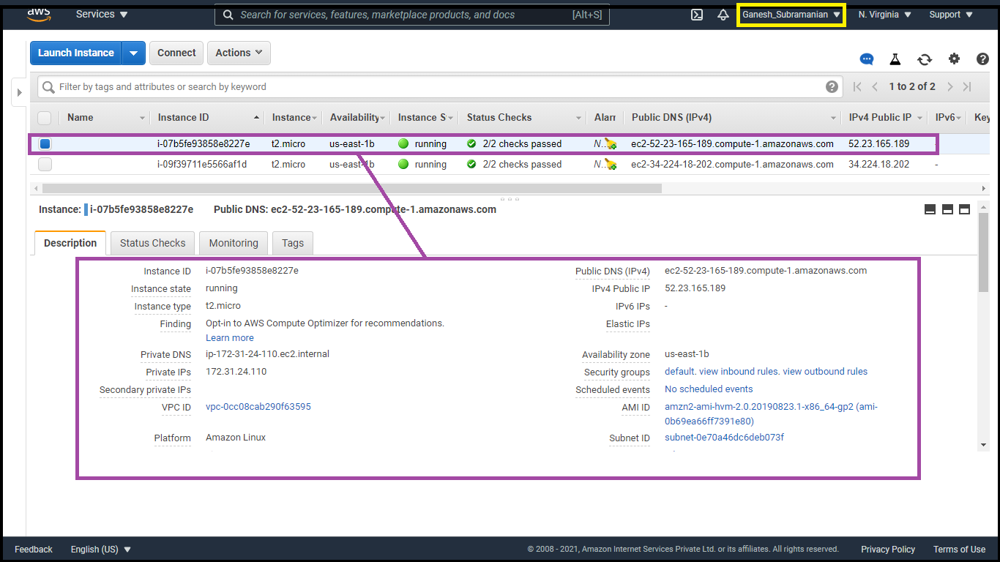 aws Services Search for services, features, marketplace products, and docs [Alt+S] Ganesh_Subramanian N. Virginia Support
Launch Instance Connect Actions
Filter by tags and attributes or search by keyword 1 to 2 of 2
Name Instance ID Instance Availability Instance S Status Checks Alarr Public DNS (IPv4) IPv4 Public IP IPv6 Key
i-07b5fe93858e8227e t2.micro us-east-1b running 2/2 checks passed N... ec2-52-23-165-189.compute-1.amazonaws.com 52.23.165.189
i-09f39711e5566af1d t2.micro us-east-1b running 2/2 checks passed N... ec2-34-224-18-202.compute-1.amazonaws.com 34.224.18.202 -
Instance: i-07b5fe93858e8227e Public DNS: ec2-52-23-165-189.compute-1.amazonaws.com
Description Status Checks Monitoring Tags
Instance ID i-07b5fe93858e8227e Public DNS (IPv4) ec2-52-23-165-189.compute-1.amazonaws.com
Instance state running IPv4 Public IP 52.23.165.189
Instance type t2.micro IPv6 IPs -
Finding Opt-in to AWS Compute Optimizer for recommendations. Elastic IPs
Learn more
Private DNS ip-172-31-24-110.ec2.internal Availability zone us-east-1b
Private IPs 172.31.24.110 Security groups default. view inbound rules. view outbound rules
Secondary private IPs Scheduled events No scheduled events
VPC ID vpc-0cc08cab290f63595 AMI ID amzn2-ami-hvm-2.0.20190823.1-x86_64-gp2 (ami-
0b69ea66ff7391e80)
Platform Amazon Linux Subnet ID subnet-0e70a46dc6deb073f
Feedback English (US) © 2008 - 2021, Amazon Internet Services Private Ltd. or its affiliates. All rights reserved. Privacy Policy Terms of Use